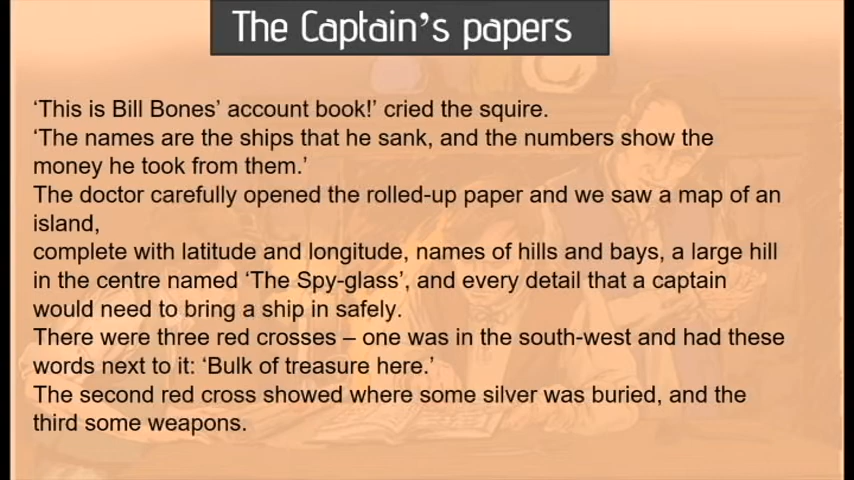 The Captain's papers
‘This is Bill Bones’ account book!’ cried the squire.
‘The names are the ships that he sank, and the numbers show the
money he took from them.’
The doctor carefully opened the rolled-up paper and we saw a map of an
island,
complete with latitude and longitude, names of hills and bays, a large hill
in the centre named ‘The Spy-glass’, and every detail that a captain
would need to bring a ship in safely.
There were three red crosses – one was in the south-west and had these
words next to it: ‘Bulk of treasure here.’
The second red cross showed where some silver was buried, and the
third some weapons.